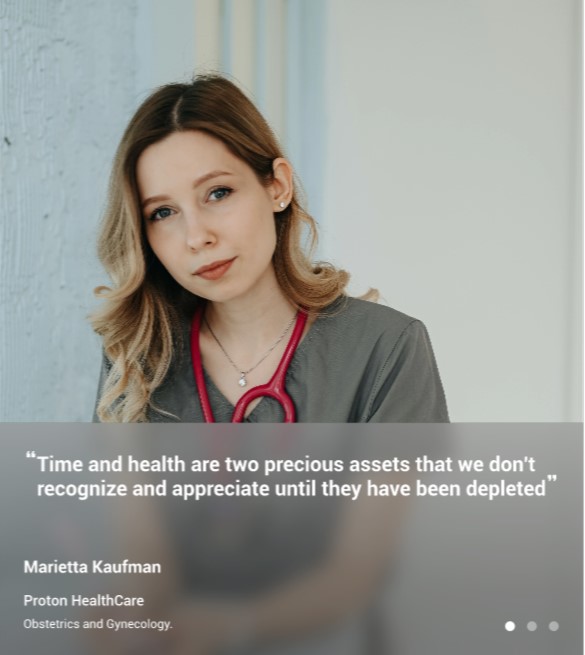 “Time and health are two precious assets that we don't
recognize and appreciate until they have been depleted”
Marietta Kaufman
Proton HealthCare
Obstetrics and Gynecology.